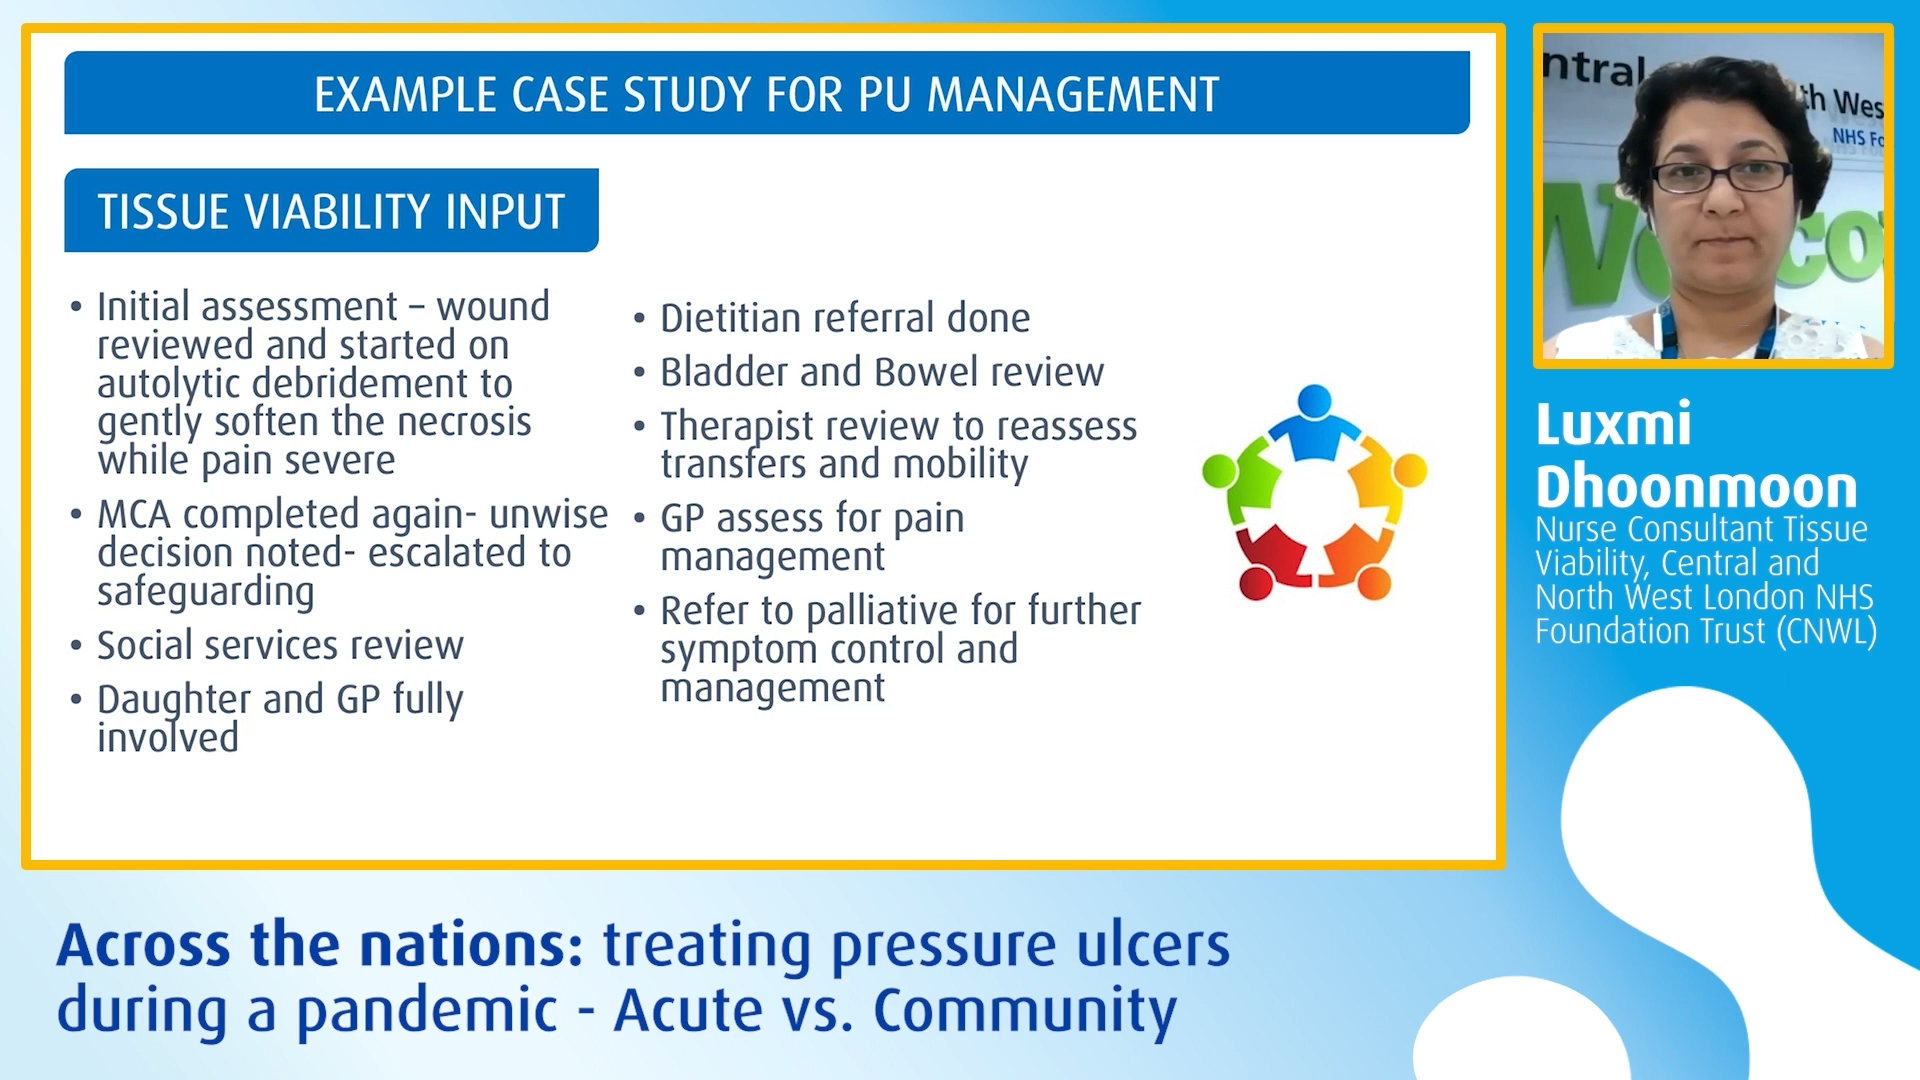 EXAMPLE CASE STUDY FOR PU MANAGEMENT
TISSUE VIABILITY INPUT
• Initial assessment – wound
reviewed and started on
autolytic debridement to
gently soften the necrosis
while pain severe
• MCA completed again- unwise
decision noted- escalated to
safeguarding
• Social services review
• Daughter and GP fully
involved
• Dietitian referral done
• Bladder and Bowel review
• Therapist review to reassess
transfers and mobility
• GP assess for pain
management
• Refer to palliative for further
symptom control and
management
ntral
th Wes
NHS Fo
Luxmi
Dhoonmoon
Nurse Consultant Tissue
Viability, Central and
North West London NHS
Foundation Trust (CNWL)
Across the nations: treating pressure ulcers
during a pandemic - Acute vs. Community